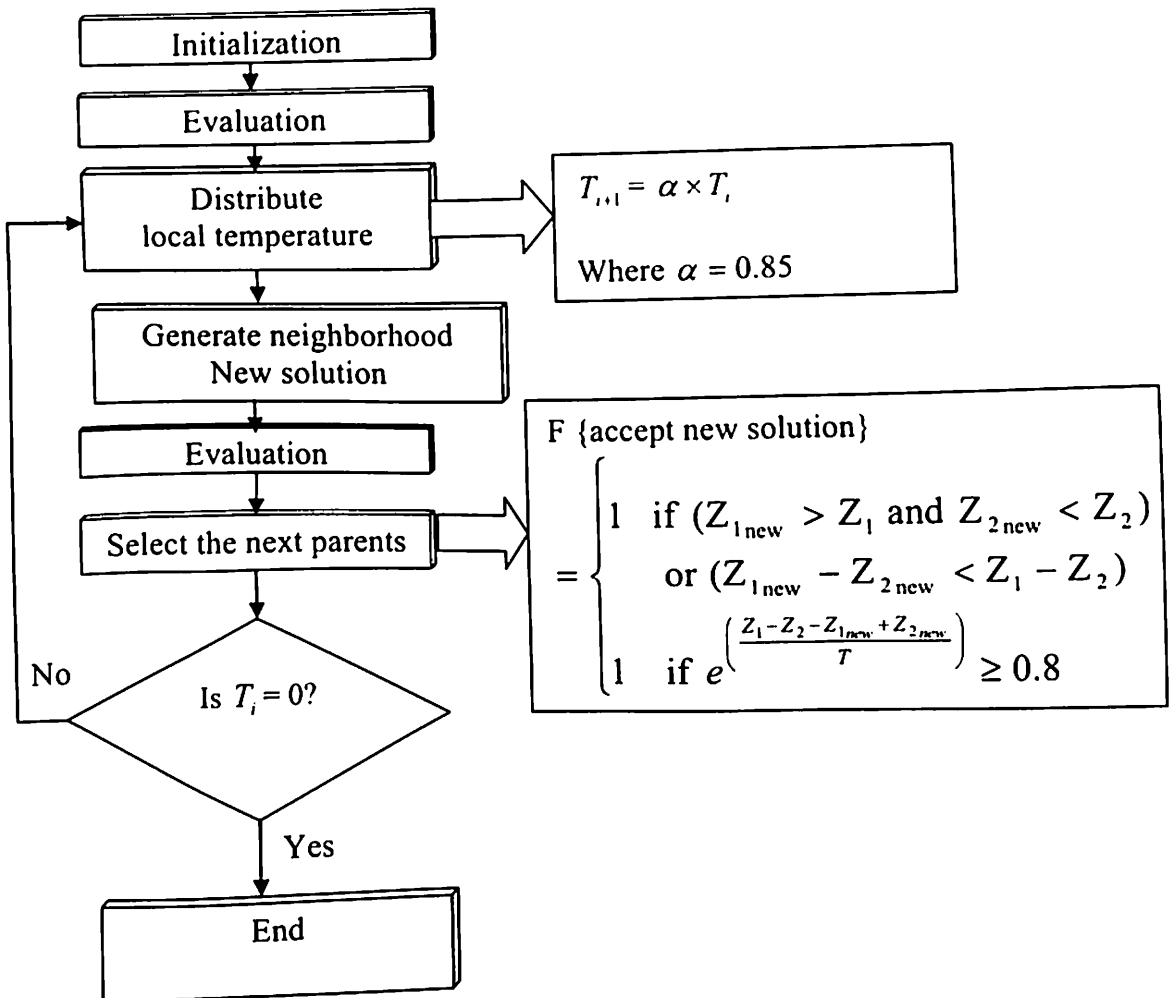 Initialization
Evaluation
Distribute
local temperature
T_{i+1} = α × T_i
Where α = 0.85
Generate neighborhood
New solution
Evaluation
Select the next parents
F {accept new solution}
= { 1 if (Z_{1new} > Z_1 and Z_{2new} < Z_2)
or (Z_{1new} - Z_{2new} < Z_1 - Z_2)
1 if e^{((Z_1 - Z_2 - Z_{1new} + Z_{2new})/T)} ≥ 0.8
No
Is T_i = 0?
Yes
End